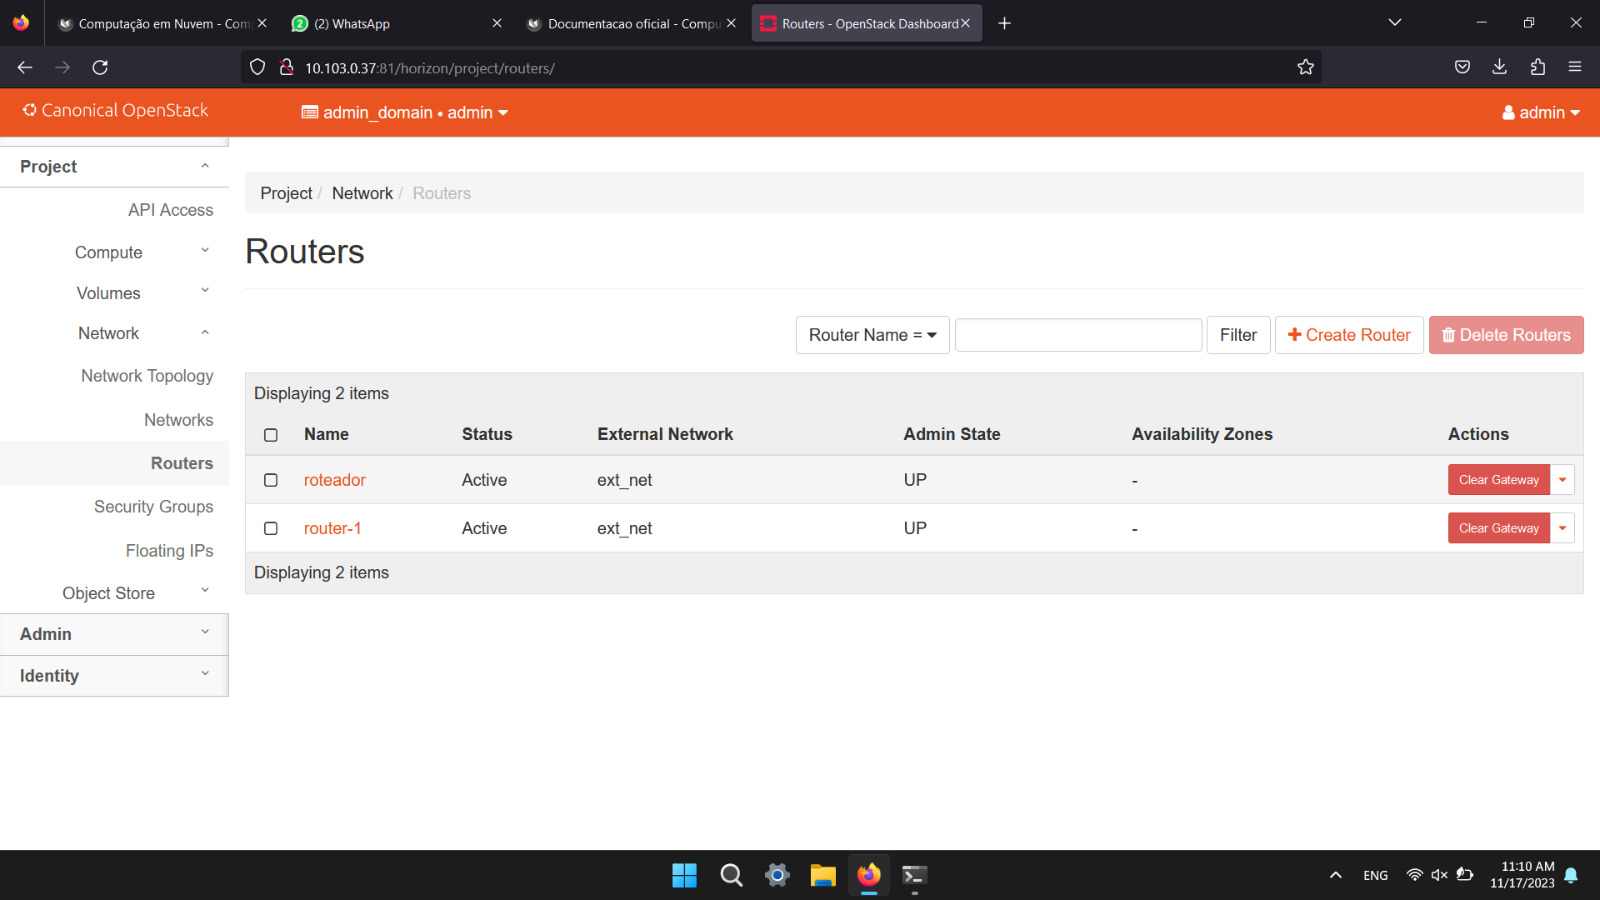 Computação em Nuvem - Com
(2) WhatsApp
Documentacao oficial - Compu
Routers - OpenStack Dashboard
10.103.0.37:81/horizon/project/routers/
Canonical OpenStack
admin_domain • admin
admin
Project
API Access
Compute
Volumes
Network
Network Topology
Networks
Routers
Security Groups
Floating IPs
Object Store
Admin
Identity
Project / Network / Routers
Routers
Router Name =
Filter
Create Router
Delete Routers
Displaying 2 items
Name Status External Network Admin State Availability Zones Actions
roteador Active ext_net UP - Clear Gateway
router-1 Active ext_net UP - Clear Gateway
Displaying 2 items
ENG
11:10 AM
11/17/2023